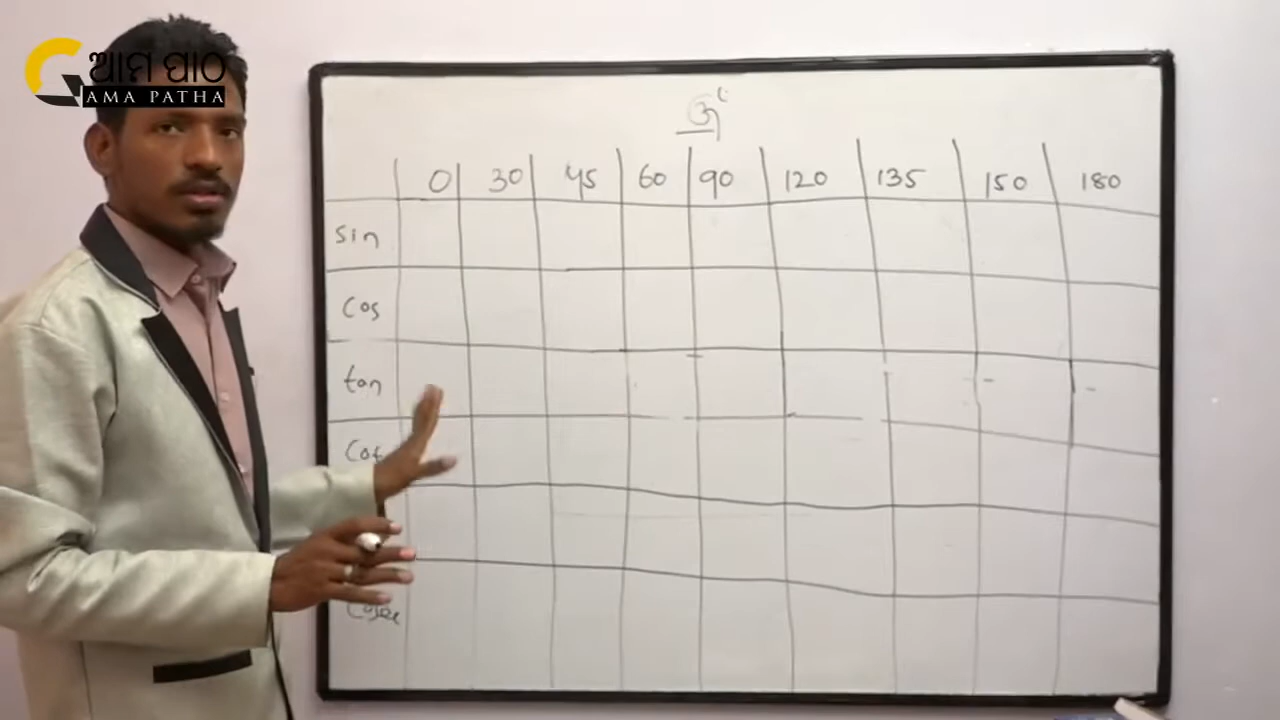 ଆମ ପାଠ
AMA PATHA
0 30 45 60 90 120 135 150 180
sin
cos
tan
Cot
Cosec